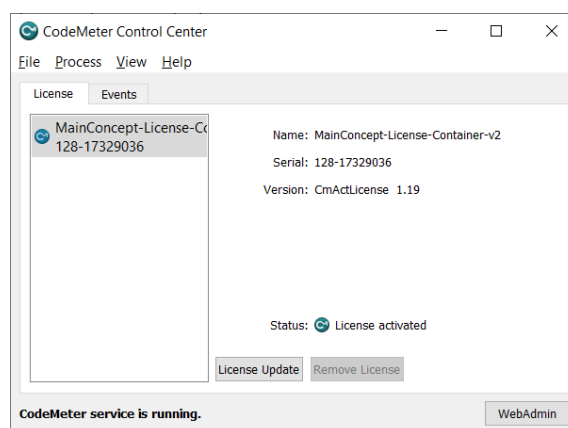 CodeMeter Control Center
File Process View Help
License Events
MainConcept-License-Co
128-17329036
Name: MainConcept-License-Container-v2
Serial: 128-17329036
Version: CmActLicense 1.19
Status: License activated
License Update Remove License
CodeMeter service is running.
WebAdmin